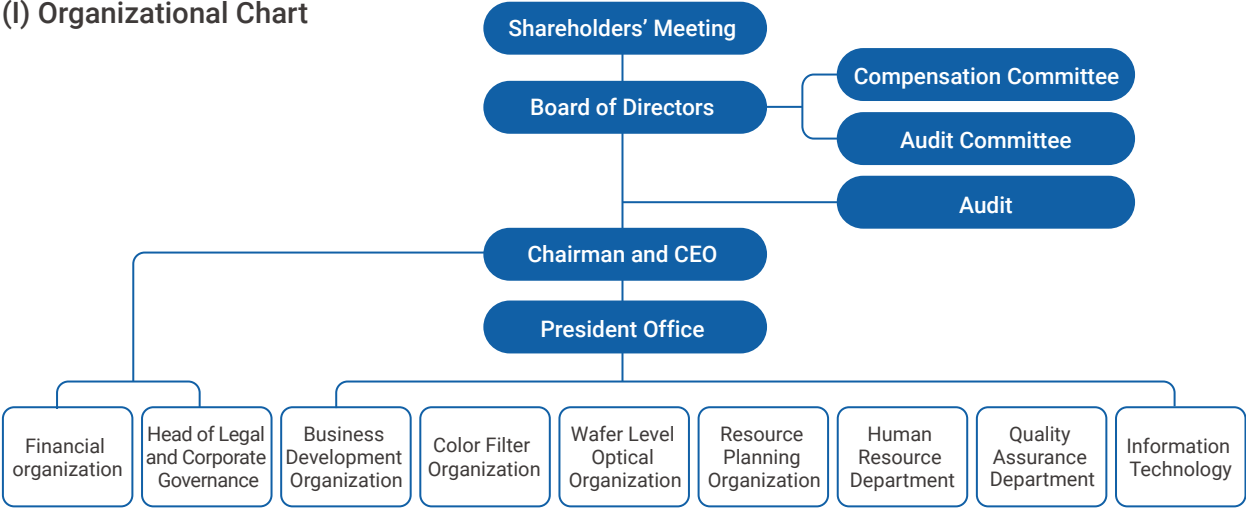 (I) Organizational Chart
Shareholders’ Meeting
Board of Directors
Compensation Committee
Audit Committee
Audit
Chairman and CEO
President Office
Financial
organization
Head of Legal
and Corporate
Governance
Business
Development
Organization
Color Filter
Organization
Wafer Level
Optical
Organization
Resource
Planning
Organization
Human
Resource
Department
Quality
Assurance
Department
Information
Technology